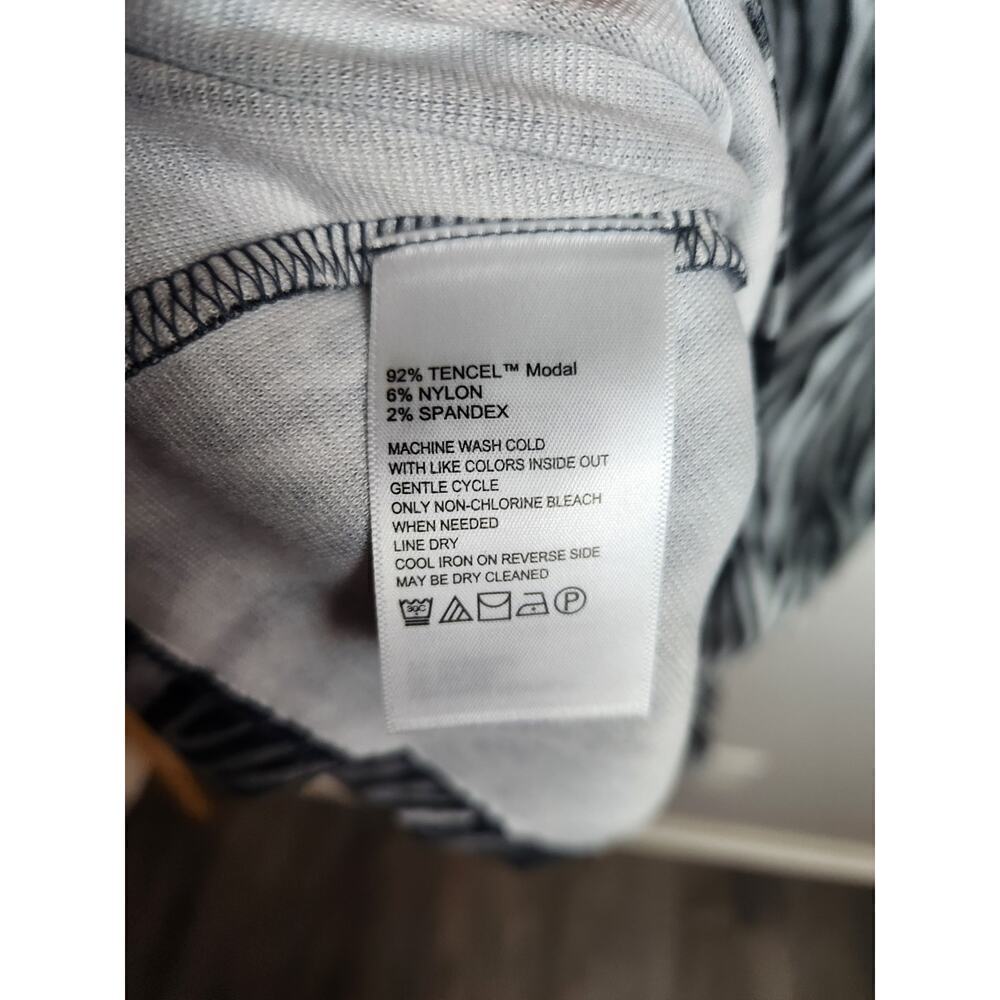 92% TENCEL™ Modal
6% NYLON
2% SPANDEX
MACHINE WASH COLD
WITH LIKE COLORS INSIDE OUT
GENTLE CYCLE
ONLY NON-CHLORINE BLEACH
WHEN NEEDED
LINE DRY
COOL IRON ON REVERSE SIDE
MAY BE DRY CLEANED
30C P